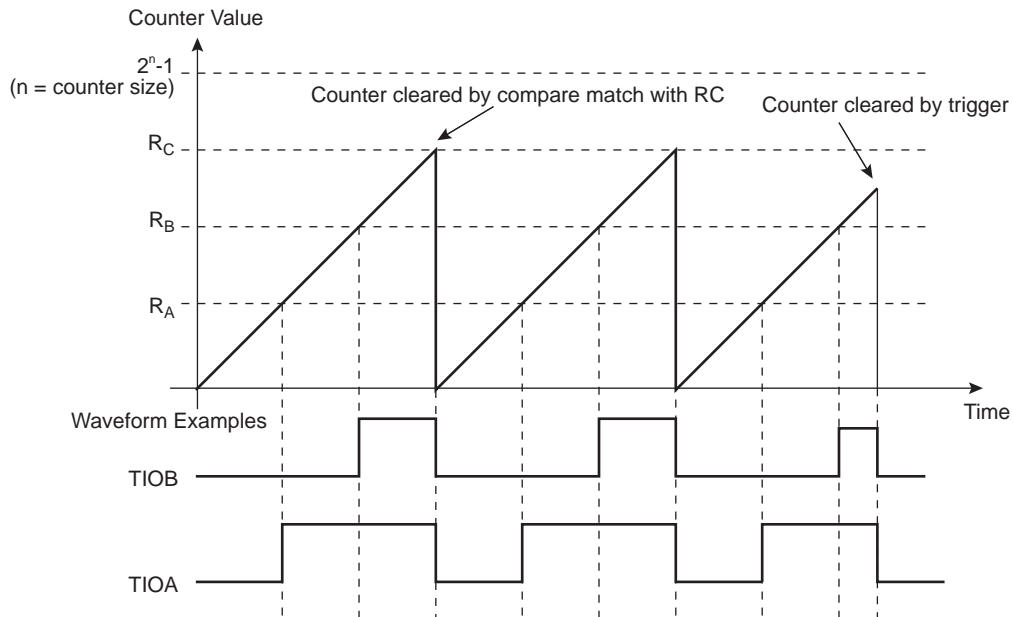 Counter Value
2ⁿ-1
(n = counter size)
Counter cleared by compare match with RC
Counter cleared by trigger
R_C
R_B
R_A
Time
Waveform Examples
TIOB
TIOA